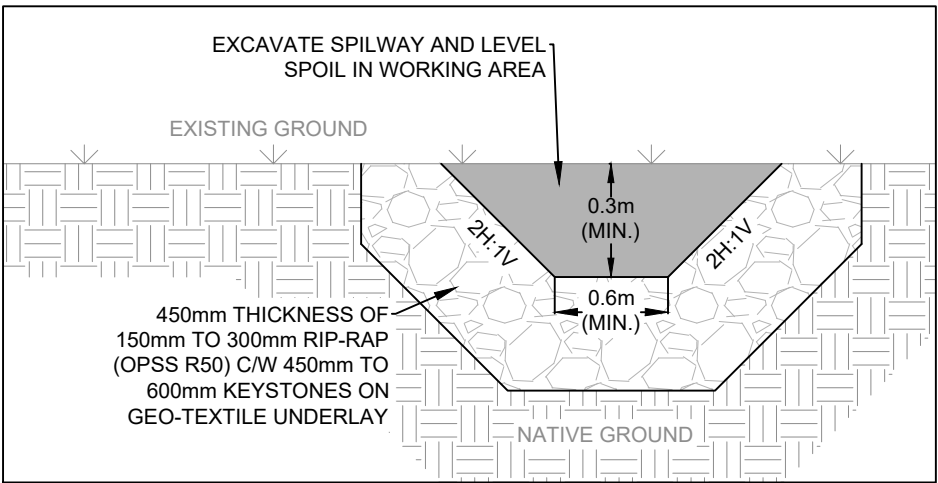 EXCAVATE SPILWAY AND LEVEL
SPOIL IN WORKING AREA
EXISTING GROUND
0.3m
(MIN.)
2H:1V
2H:1V
0.6m
(MIN.)
450mm THICKNESS OF
150mm TO 300mm RIP-RAP
(OPSS R50) C/W 450mm TO
600mm KEYSTONES ON
GEO-TEXTILE UNDERLAY
NATIVE GROUND